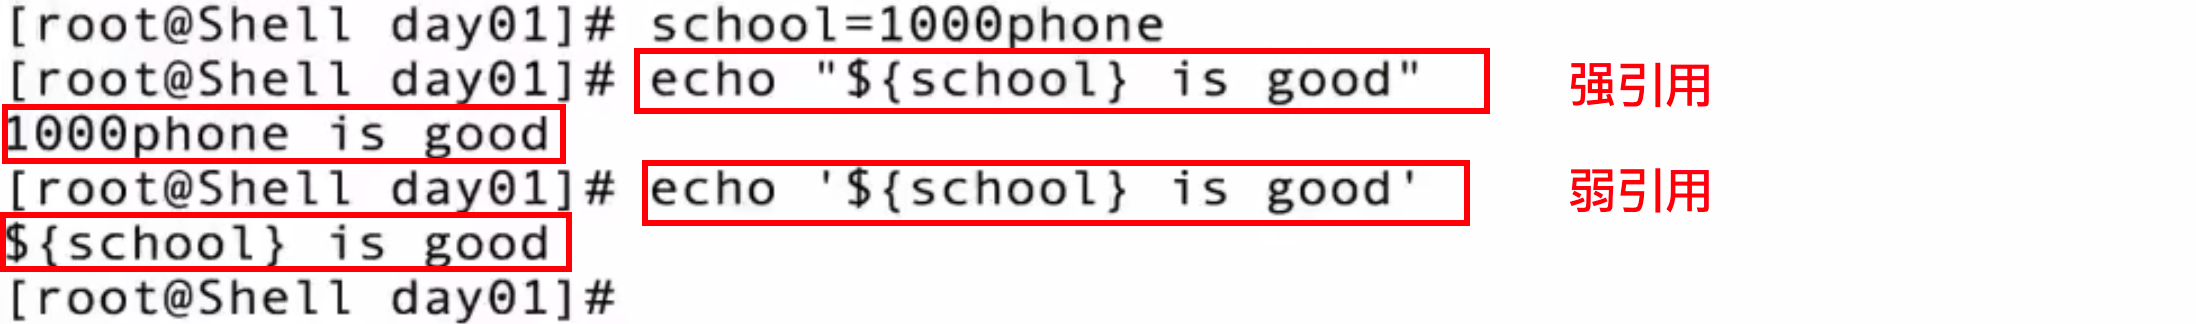 [root@Shell day01]# school=1000phone
[root@Shell day01]# echo "${school} is good" 强引用
1000phone is good
[root@Shell day01]# echo '${school} is good' 弱引用
${school} is good
[root@Shell day01]#